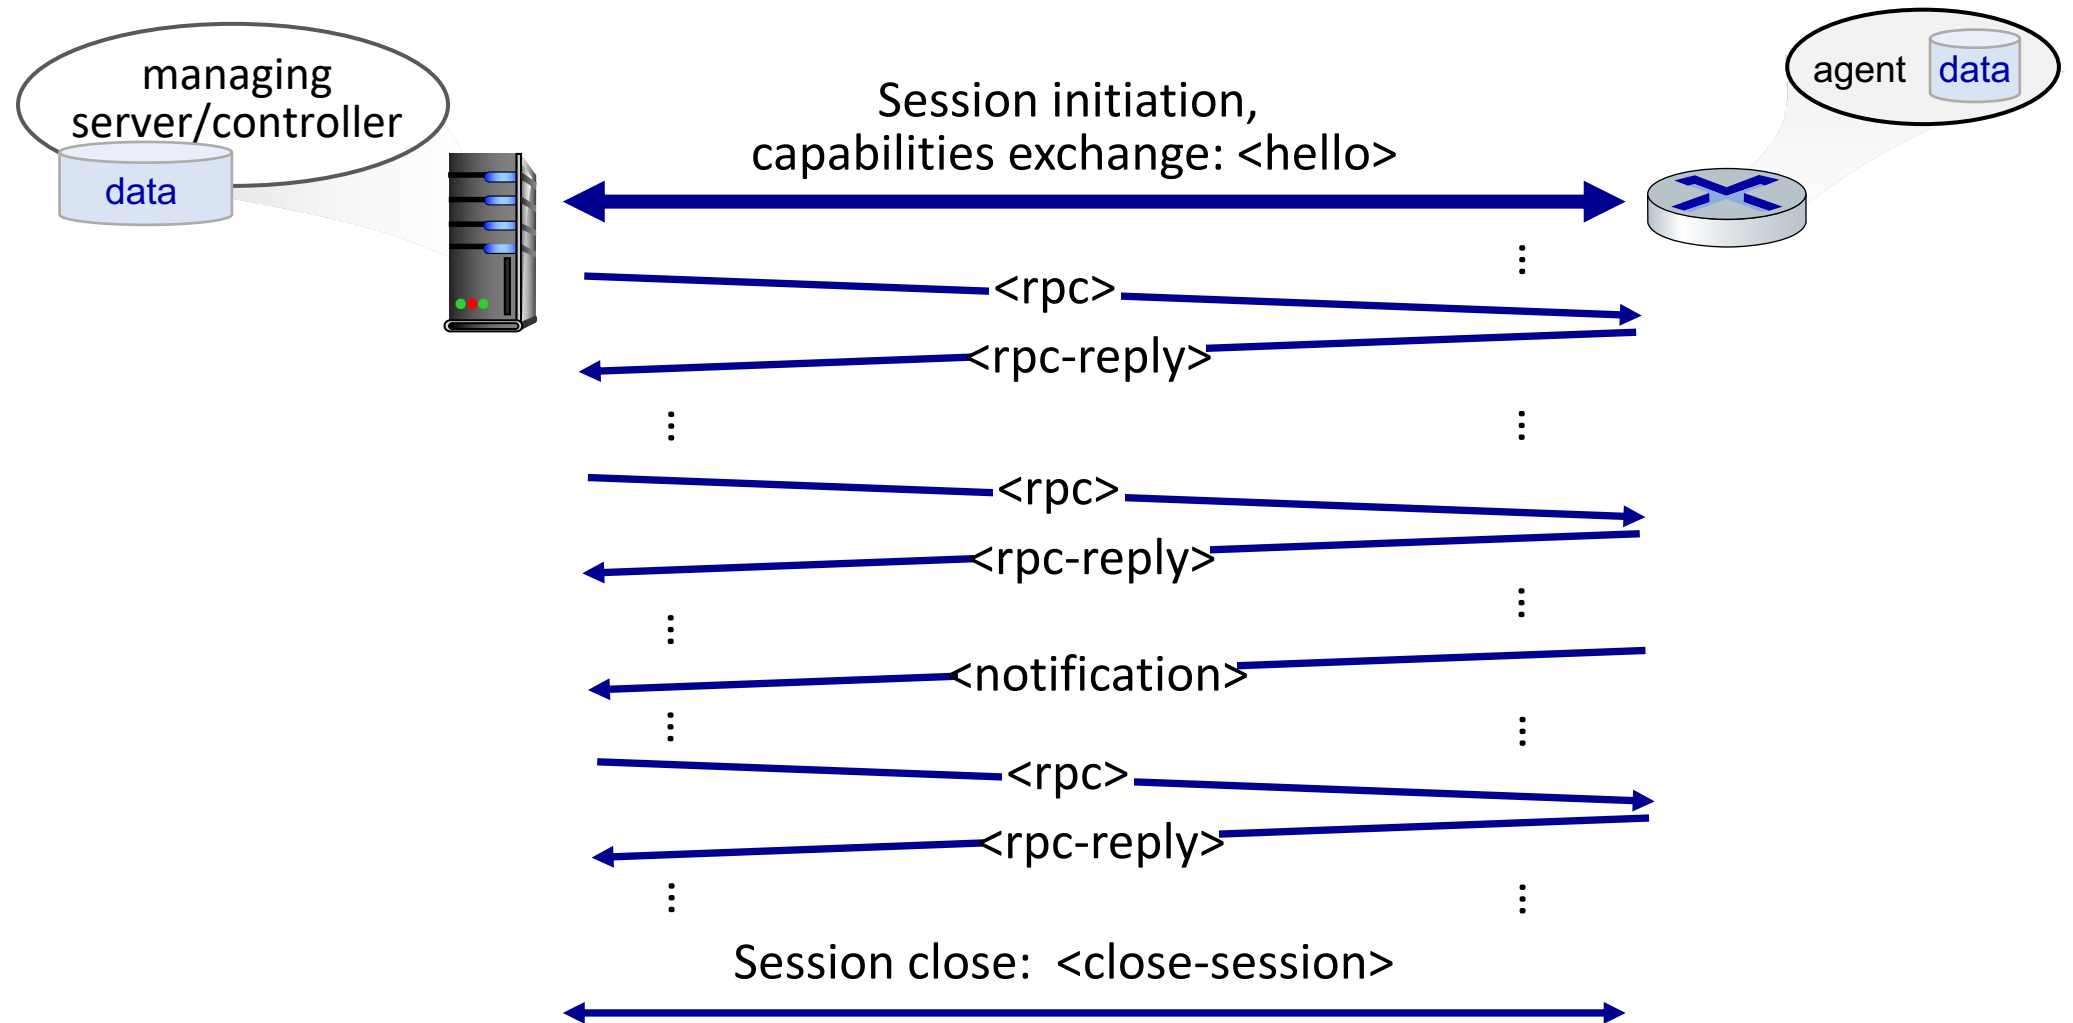 managing
server/controller
data
Session initiation,
capabilities exchange: <hello>
agent
data
<rpc>
<rpc-reply>
<rpc>
<rpc-reply>
<notification>
<rpc>
<rpc-reply>
Session close:  <close-session>